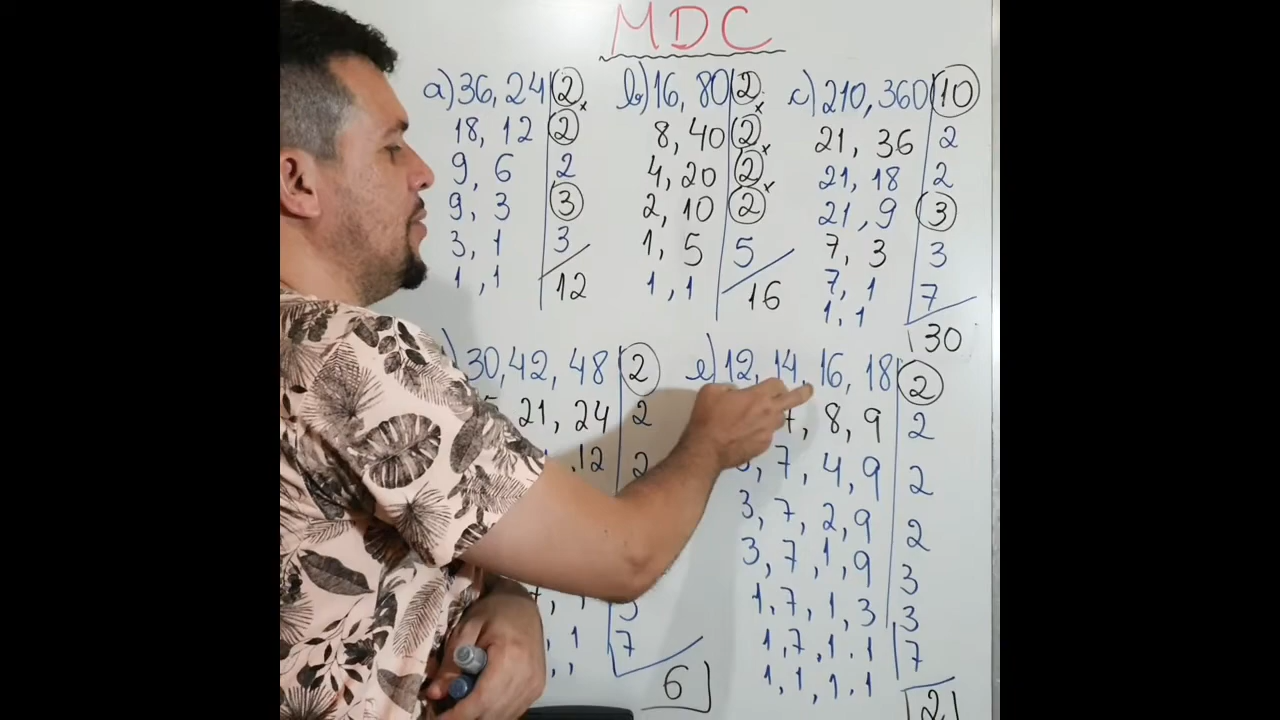 MDC
a) 36, 24 | 2
18, 12 | 2
9, 6 | 2
9, 3 | 3
3, 1 | 3
1, 1 | 12
b) 16, 80 | 2
8, 40 | 2
4, 20 | 2
2, 10 | 2
1, 5 | 5
1, 1 | 16
c) 210, 360 | 10
21, 36 | 2
21, 18 | 2
21, 9 | 3
7, 3 | 3
7, 1 | 7
1, 1 | 30
30, 42, 48 | 2
21, 24 | 2
, 12 | 2
7,
, 1 | 7
6
e) 12, 14, 16, 18 | 2
7, 8, 9 | 2
3, 7, 4, 9 | 2
3, 7, 2, 9 | 2
3, 7, 1, 9 | 3
1, 7, 1, 3 | 3
1, 7, 1, 1 | 7
1, 1, 1, 1
2